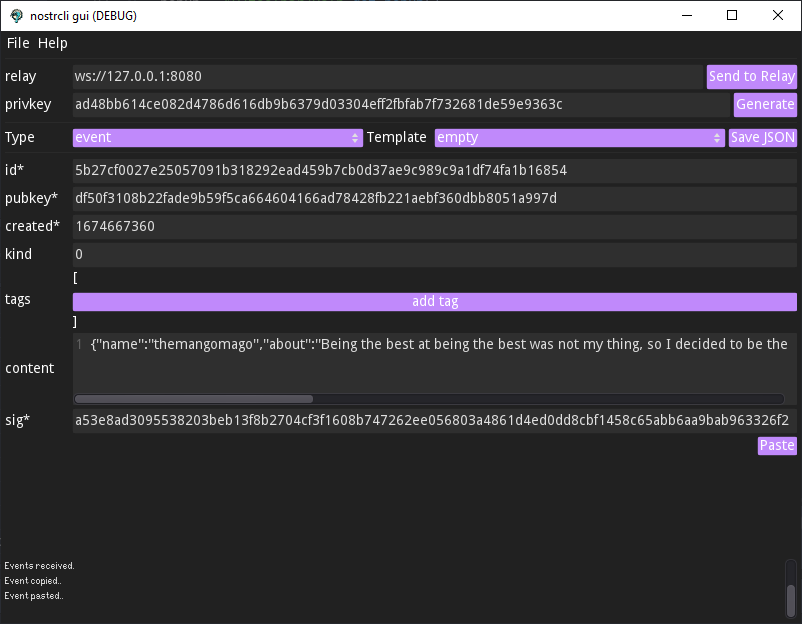 nostrcli gui (DEBUG)
File Help
relay ws://127.0.0.1:8080 Send to Relay
privkey ad48bb614ce082d4786d616db9b6379d03304eff2fbfab7f732681de59e9363c Generate
Type event Template empty Save JSON
id* 5b27cf0027e25057091b318292ead459b7cb0d37ae9c989c9a1df74fa1b16854
pubkey* df50f3108b22fade9b59f5ca664604166ad78428fb221aebf360dbb8051a997d
created* 1674667360
kind 0
[
tags add tag
]
1 {"name":"themangomago","about":"Being the best at being the best was not my thing, so I decided to be the
content
sig* a53e8ad3095538203beb13f8b2704cf3f1608b747262ee056803a4861d4ed0dd8cbf1458c65abb6aa9bab963326f2
Paste
Events received.
Event copied..
Event pasted..